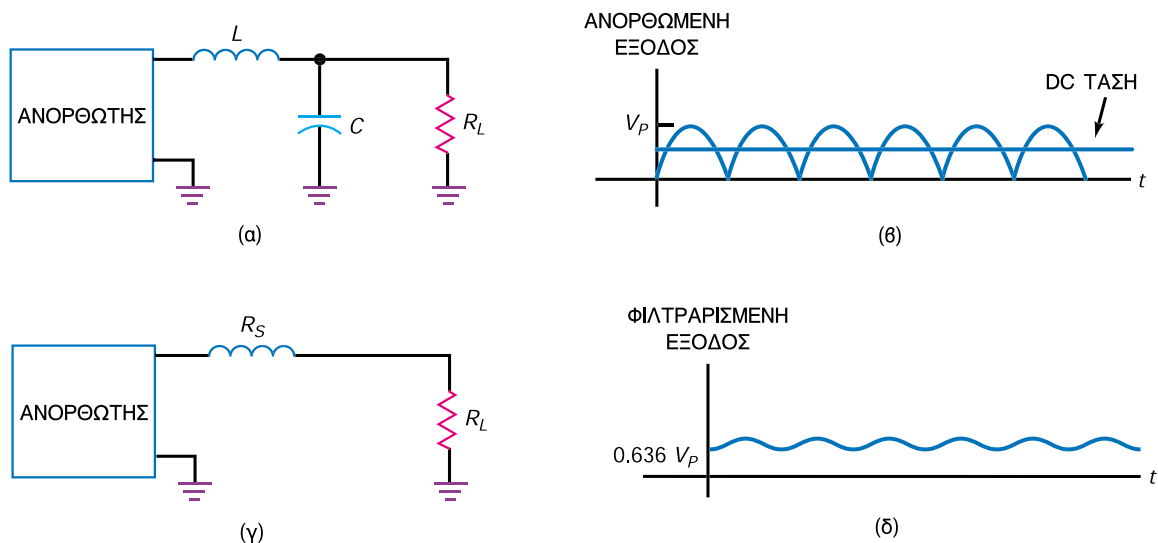 L
ΑΝΟΡΘΩΤΗΣ
C
R_L
(α)
ΑΝΟΡΘΩΜΕΝΗ
ΕΞΟΔΟΣ
DC ΤΑΣΗ
V_P
t
(β)
R_S
ΑΝΟΡΘΩΤΗΣ
R_L
(γ)
ΦΙΛΤΡΑΡΙΣΜΕΝΗ
ΕΞΟΔΟΣ
0.636 V_P
t
(δ)